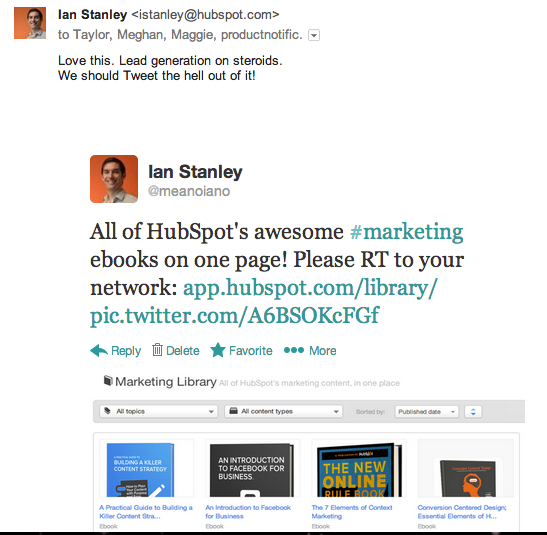 Ian Stanley <istanley@hubspot.com>
to Taylor, Meghan, Maggie, productnotific.
Love this. Lead generation on steroids.
We should Tweet the hell out of it!
Ian Stanley
@meanoiano
All of HubSpot's awesome #marketing
ebooks on one page! Please RT to your
network: app.hubspot.com/library/
pic.twitter.com/A6BSOKcFGf
Reply Delete Favorite More
Marketing Library All of HubSpot's marketing content, in one place
All topics All content types Sorted by: Published date
BUILDING A KILLER
CONTENT STRATEGY
AN INTRODUCTION
TO FACEBOOK FOR
BUSINESS.
THE NEW
ONLINE
RULE BOOK
A Practical Guide to Building a
Killer Content Stra...
Ebook
An Introduction to Facebook
for Business
Ebook
The 7 Elements of Context
Marketing
Ebook
Conversion Centered Design;
Essential Elements of H...
Ebook